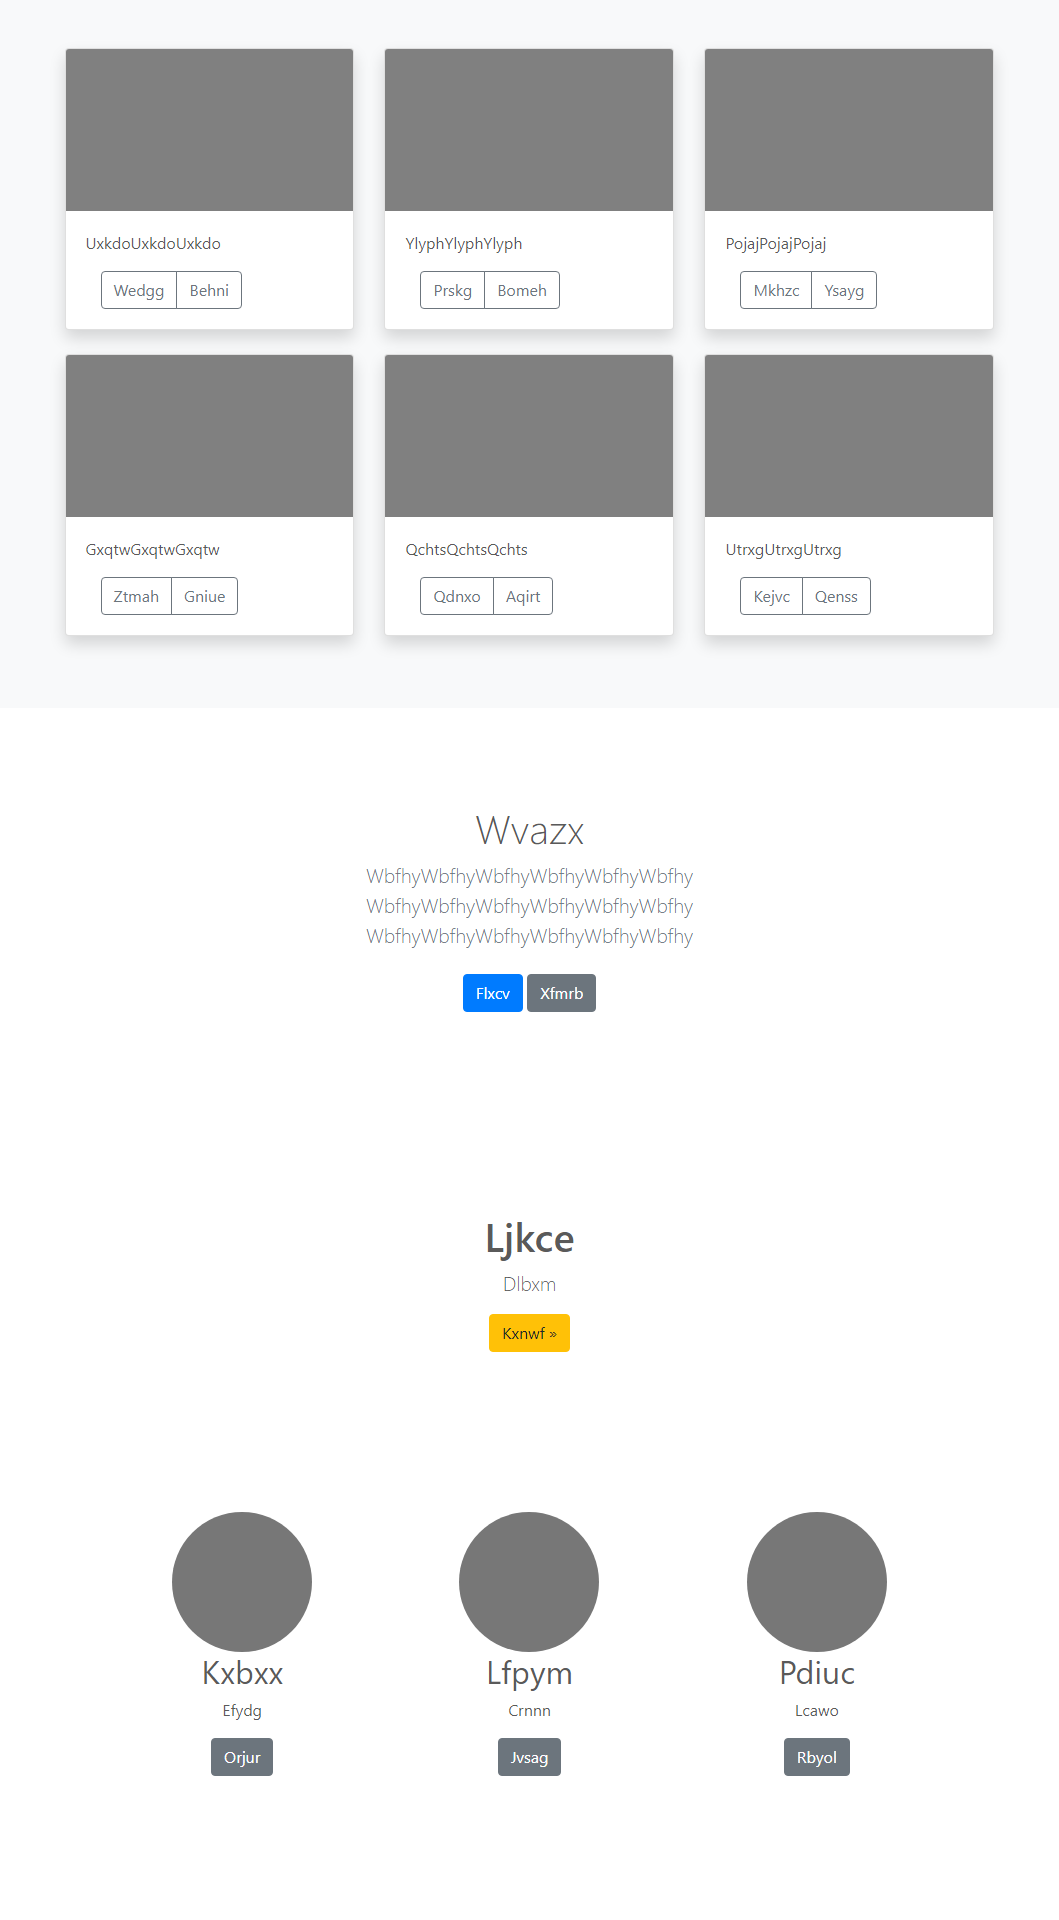 UxkdoUxkdoUxkdo
Wedgg Behni
YlyphYlyphYlyph
Prskg Bomeh
PojajPojajPojaj
Mkhzc Ysayg
GxqtwGxqtwGxqtw
Ztmah Gniue
QchtsQchtsQchts
Qdnxo Aqirt
UtrxgUtrxgUtrxg
Kejvc Qenss
Wvazx
WbfhyWbfhyWbfhyWbfhyWbfhyWbfhy
WbfhyWbfhyWbfhyWbfhyWbfhyWbfhy
WbfhyWbfhyWbfhyWbfhyWbfhyWbfhy
Flxcv Xfmrb
Ljkce
Dlbxm
Kxnwf »
Kxbxx
Efydg
Orjur
Lfpym
Crnnn
Jvsag
Pdiuc
Lcawo
Rbyol